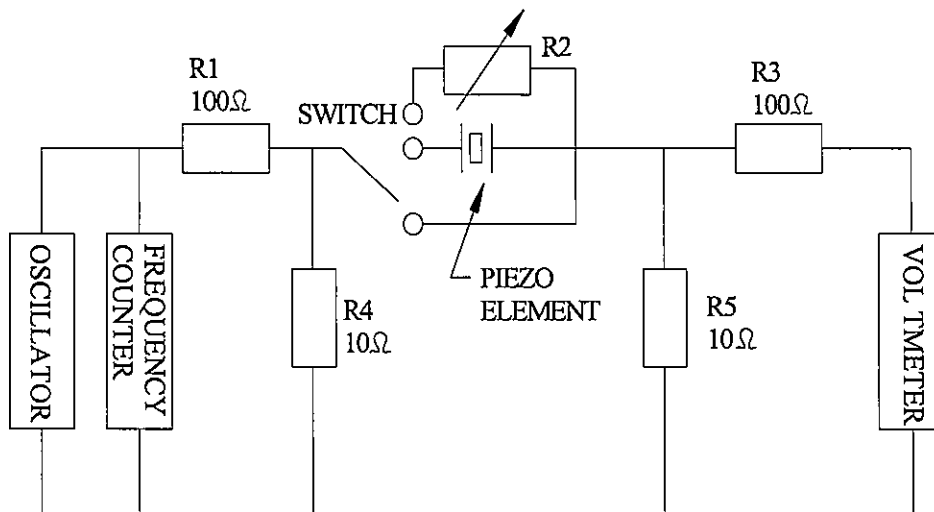 R2
R1
100Ω
R3
100Ω
SWITCH
OSCILLATOR
FREQUENCY
COUNTER
R4
10Ω
PIEZO
ELEMENT
R5
10Ω
VOL TMETER